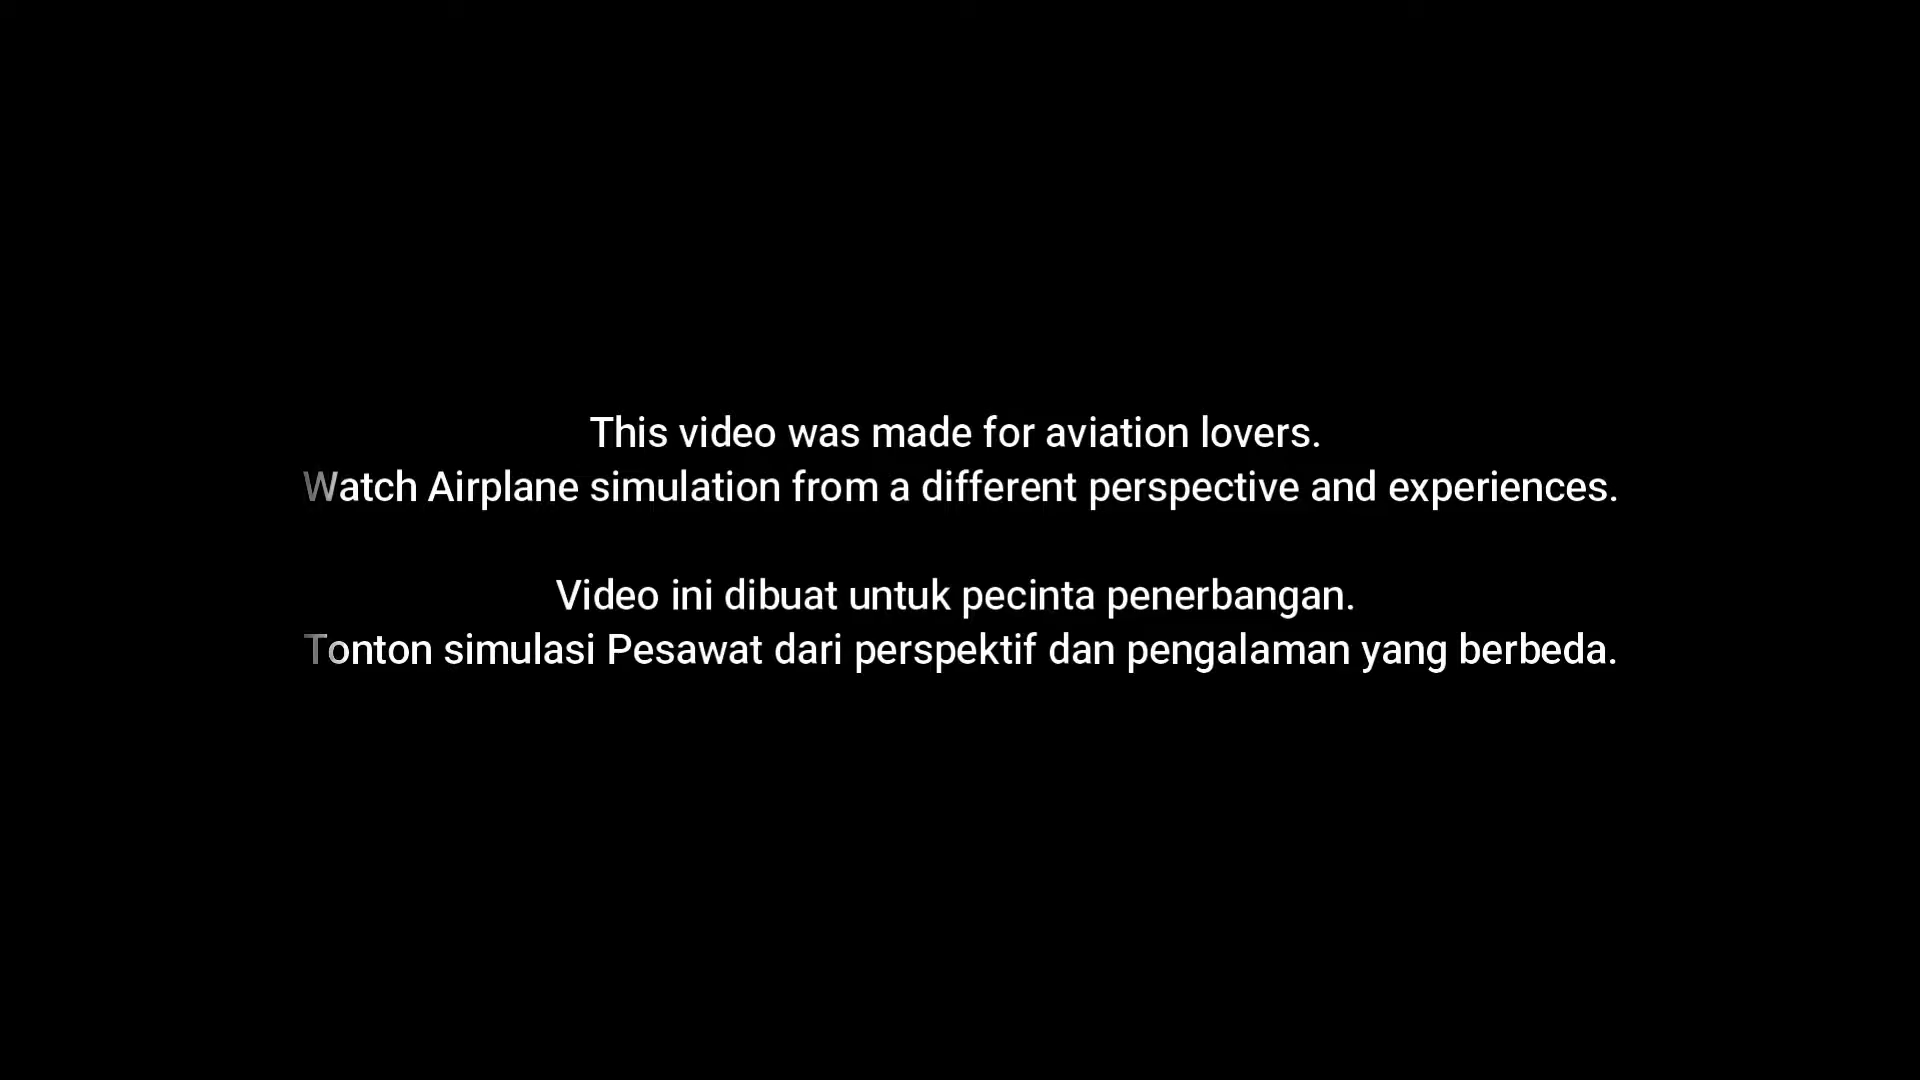 This video was made for aviation lovers.
Watch Airplane simulation from a different perspective and experiences.
Video ini dibuat untuk pecinta penerbangan.
Tonton simulasi Pesawat dari perspektif dan pengalaman yang berbeda.